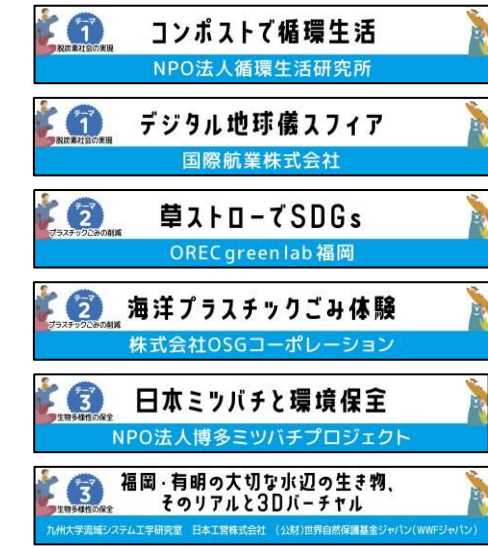 テーマ
1
脱炭素社会の実現
コンポストで循環生活
NPO法人循環生活研究所
テーマ
1
脱炭素社会の実現
デジタル地球儀スフィア
国際航業株式会社
テーマ
2
プラスチックごみの削減
草ストローでSDGs
OREC green lab 福岡
テーマ
2
プラスチックごみの削減
海洋プラスチックごみ体験
株式会社OSGコーポレーション
テーマ
3
生物多様性の保全
日本ミツバチと環境保全
NPO法人博多ミツバチプロジェクト
テーマ
3
生物多様性の保全
福岡・有明の大切な水辺の生き物、
そのリアルと3Dバーチャル
九州大学流域システム工学研究室 日本工営株式会社 (公財)世界自然保護基金ジャパン(WWFジャパン)